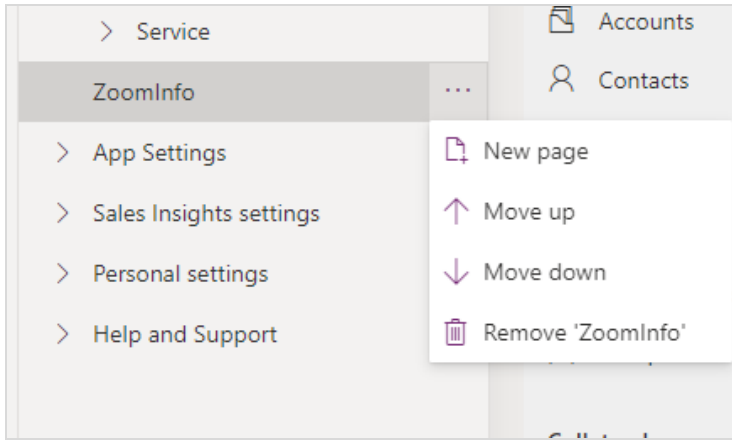 Service
ZoomInfo
App Settings
Sales Insights settings
Personal settings
Help and Support
Accounts
Contacts
New page
Move up
Move down
Remove 'ZoomInfo'